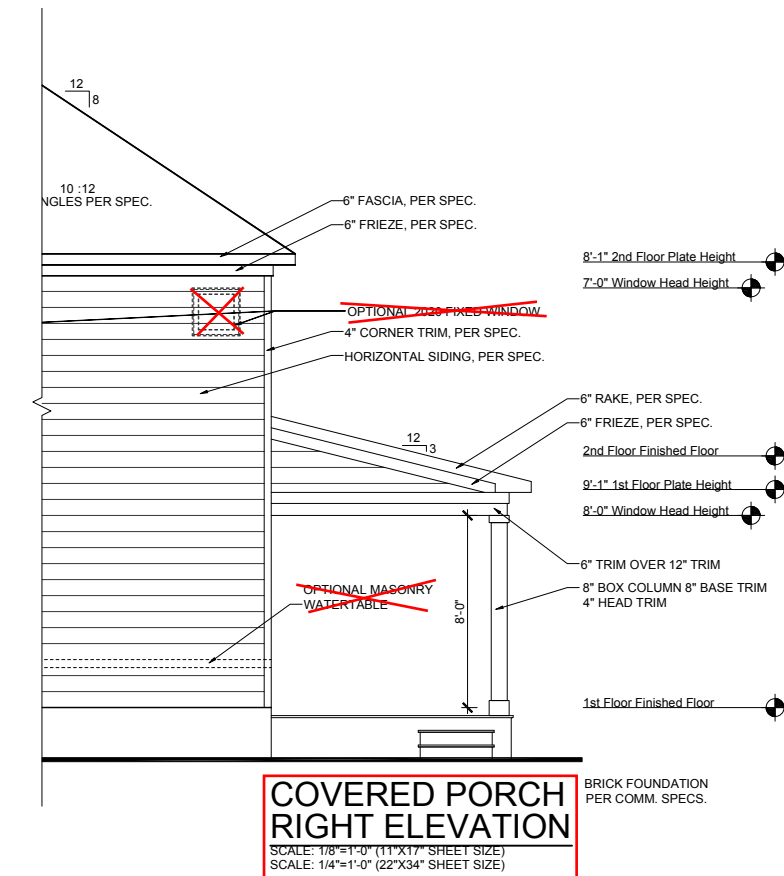 12
8
10 :12
NGLES PER SPEC.
6" FASCIA, PER SPEC.
6" FRIEZE, PER SPEC.
8'-1" 2nd Floor Plate Height
7'-0" Window Head Height
OPTIONAL 2020 FIXED WINDOW
4" CORNER TRIM, PER SPEC.
HORIZONTAL SIDING, PER SPEC.
6" RAKE, PER SPEC.
6" FRIEZE, PER SPEC.
12
3
2nd Floor Finished Floor
9'-1" 1st Floor Plate Height
8'-0" Window Head Height
6" TRIM OVER 12" TRIM
8" BOX COLUMN 8" BASE TRIM
4" HEAD TRIM
OPTIONAL MASONRY
WATERTABLE
8'-0"
1st Floor Finished Floor
BRICK FOUNDATION
PER COMM. SPECS.
COVERED PORCH
RIGHT ELEVATION
SCALE: 1/8"=1'-0" (11"X17" SHEET SIZE)
SCALE: 1/4"=1'-0" (22"X34" SHEET SIZE)